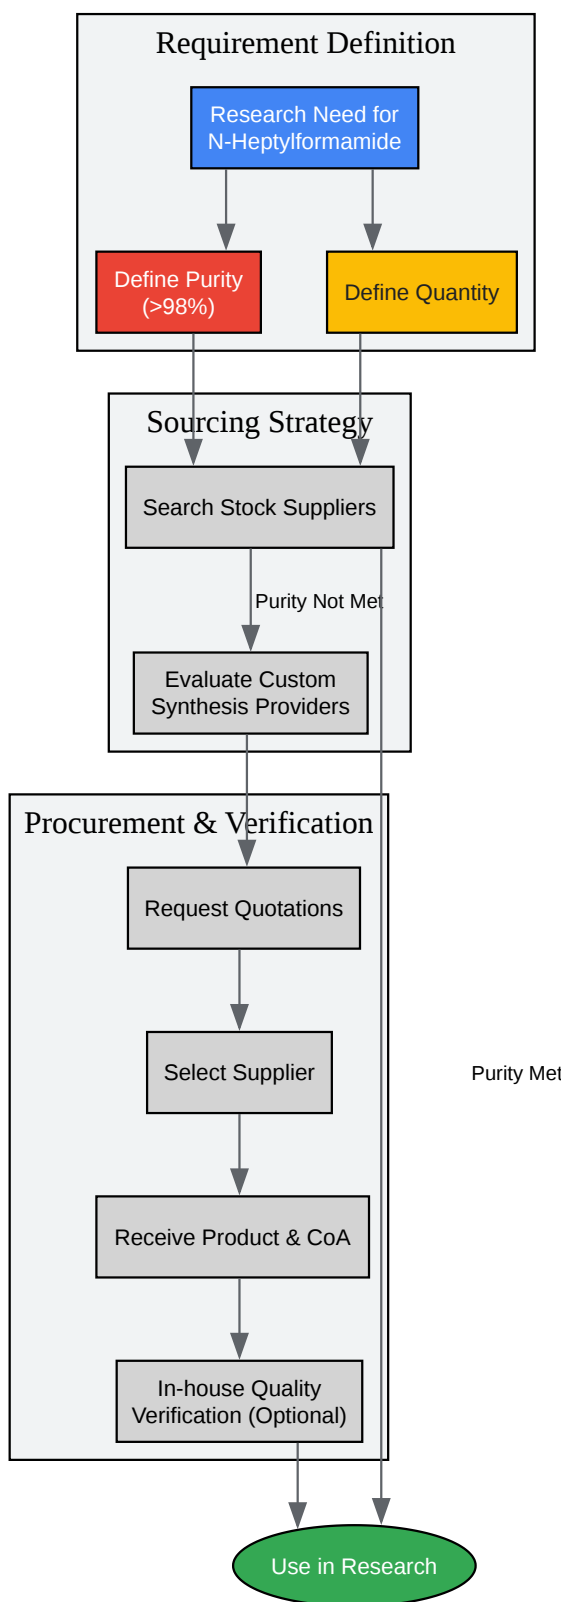 Requirement Definition
Research Need for
N-Heptylformamide
Define Purity
(>98%)
Define Quantity
Sourcing Strategy
Search Stock Suppliers
Purity Not Met
Evaluate Custom
Synthesis Providers
Procurement & Verification
Request Quotations
Select Supplier
Purity Met
Receive Product & CoA
In-house Quality
Verification (Optional)
Use in Research